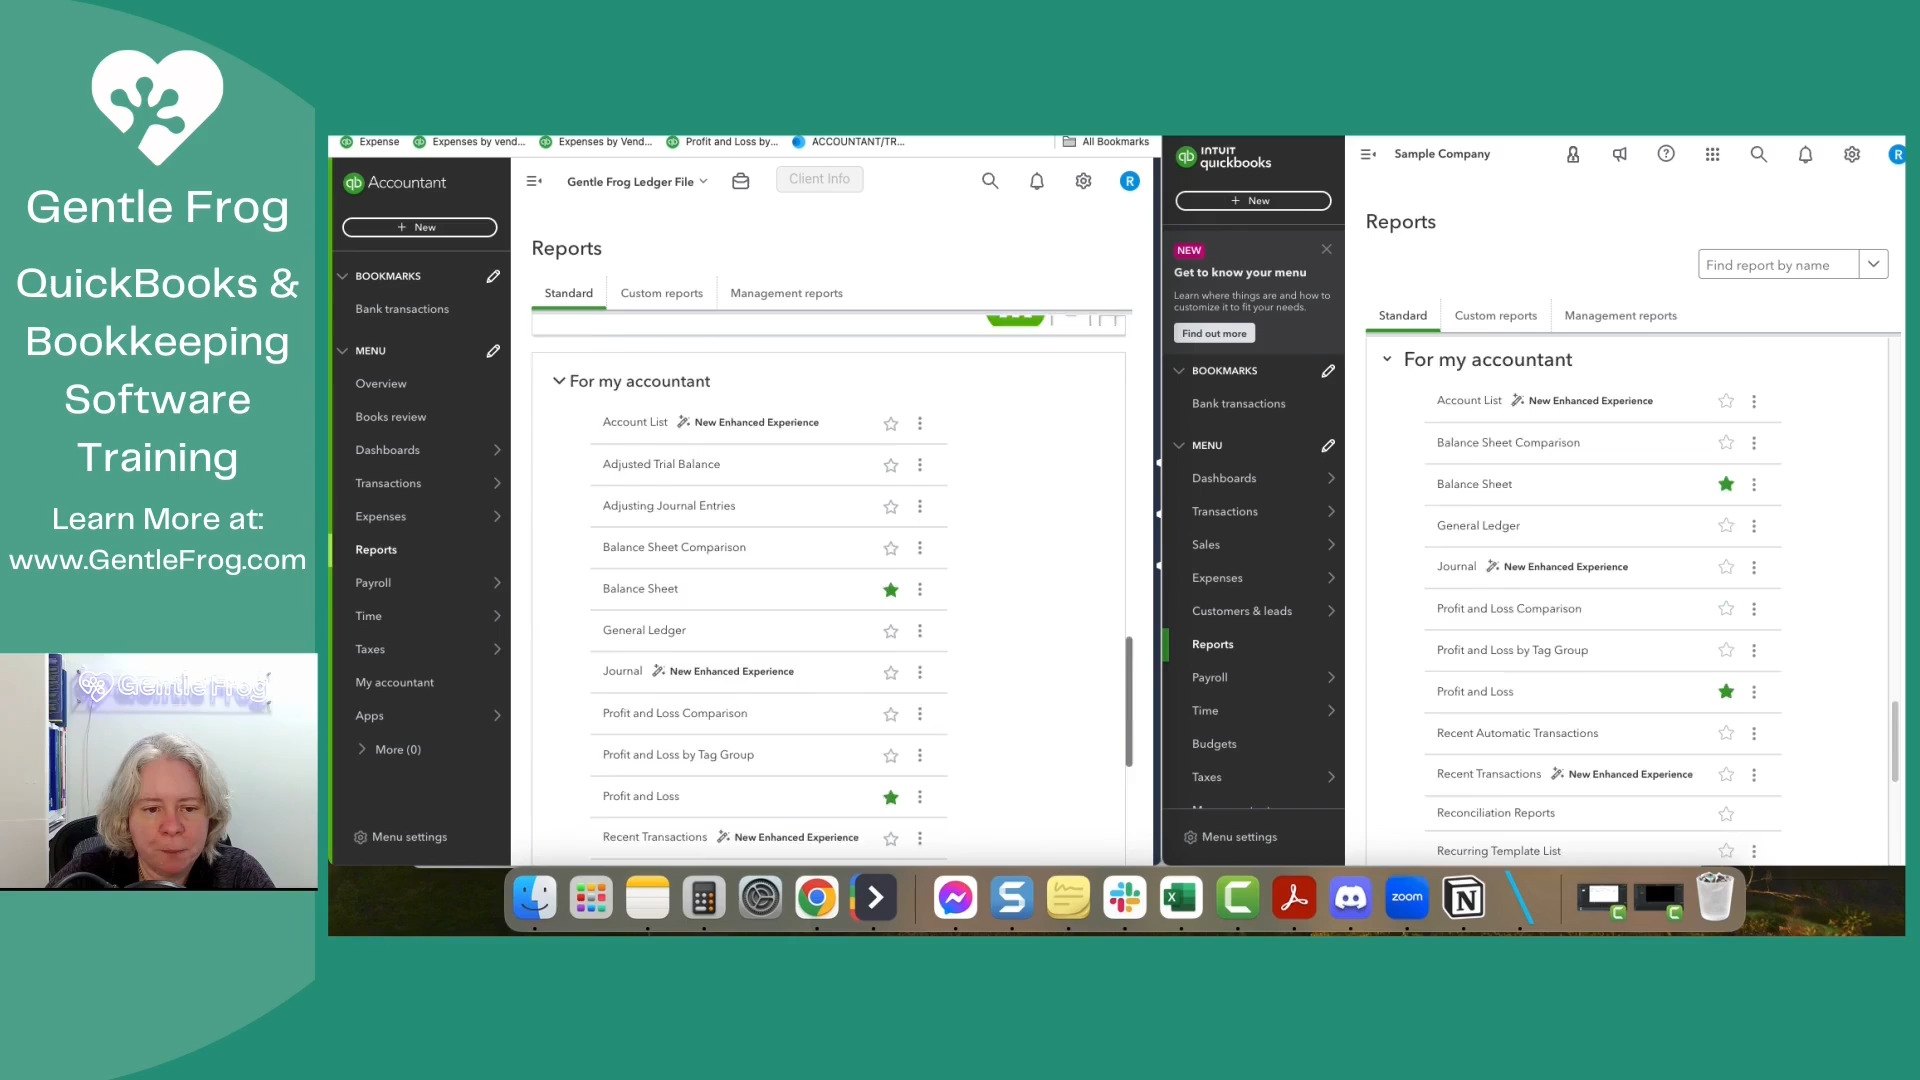 Gentle Frog
QuickBooks &
Bookkeeping
Software
Training
Learn More at:
www.GentleFrog.com
Gentle Frog
Expense
Expenses by vend...
Expenses by Vend...
Profit and Loss by...
ACCOUNTANT/TR...
All Bookmarks
qb Accountant
+ New
BOOKMARKS
Bank transactions
MENU
Overview
Books review
Dashboards
Transactions
Expenses
Reports
Payroll
Time
Taxes
My accountant
Apps
More (0)
Menu settings
Gentle Frog Ledger File
Client Info
R
Reports
Standard
Custom reports
Management reports
For my accountant
Account List New Enhanced Experience
Adjusted Trial Balance
Adjusting Journal Entries
Balance Sheet Comparison
Balance Sheet
General Ledger
Journal New Enhanced Experience
Profit and Loss Comparison
Profit and Loss by Tag Group
Profit and Loss
Recent Transactions New Enhanced Experience
qb INTUIT
quickbooks
+ New
NEW
Get to know your menu
Learn where things are and how to
customize it to fit your needs.
Find out more
BOOKMARKS
Bank transactions
MENU
Dashboards
Transactions
Sales
Expenses
Customers & leads
Reports
Payroll
Time
Budgets
Taxes
Menu settings
Sample Company
R
Reports
Find report by name
Standard
Custom reports
Management reports
For my accountant
Account List New Enhanced Experience
Balance Sheet Comparison
Balance Sheet
General Ledger
Journal New Enhanced Experience
Profit and Loss Comparison
Profit and Loss by Tag Group
Profit and Loss
Recent Automatic Transactions
Recent Transactions New Enhanced Experience
Reconciliation Reports
Recurring Template List
zoom